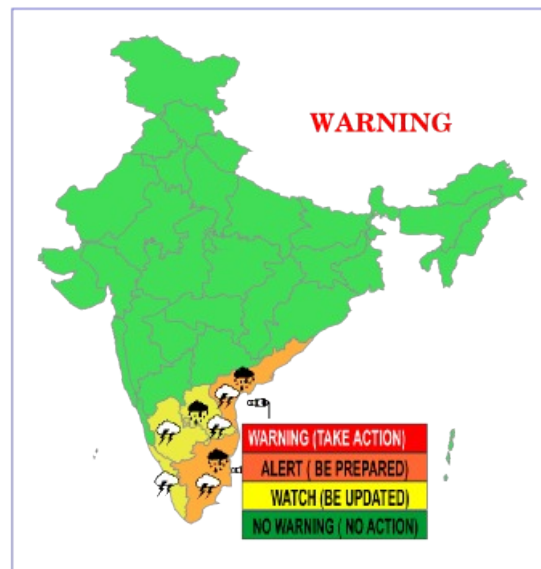 WARNING
WARNING (TAKE ACTION)
ALERT ( BE PREPARED)
WATCH (BE UPDATED)
NO WARNING ( NO ACTION)